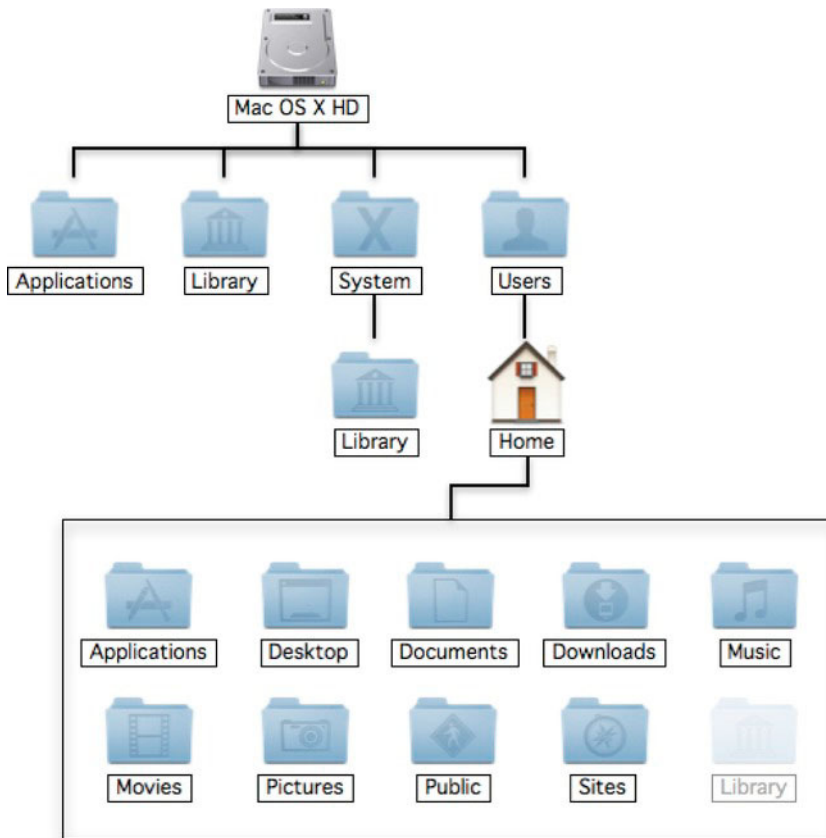 Mac OS X HD
Applications
Library
System
Users
Library
Home
Applications
Desktop
Documents
Downloads
Music
Movies
Pictures
Public
Sites
Library